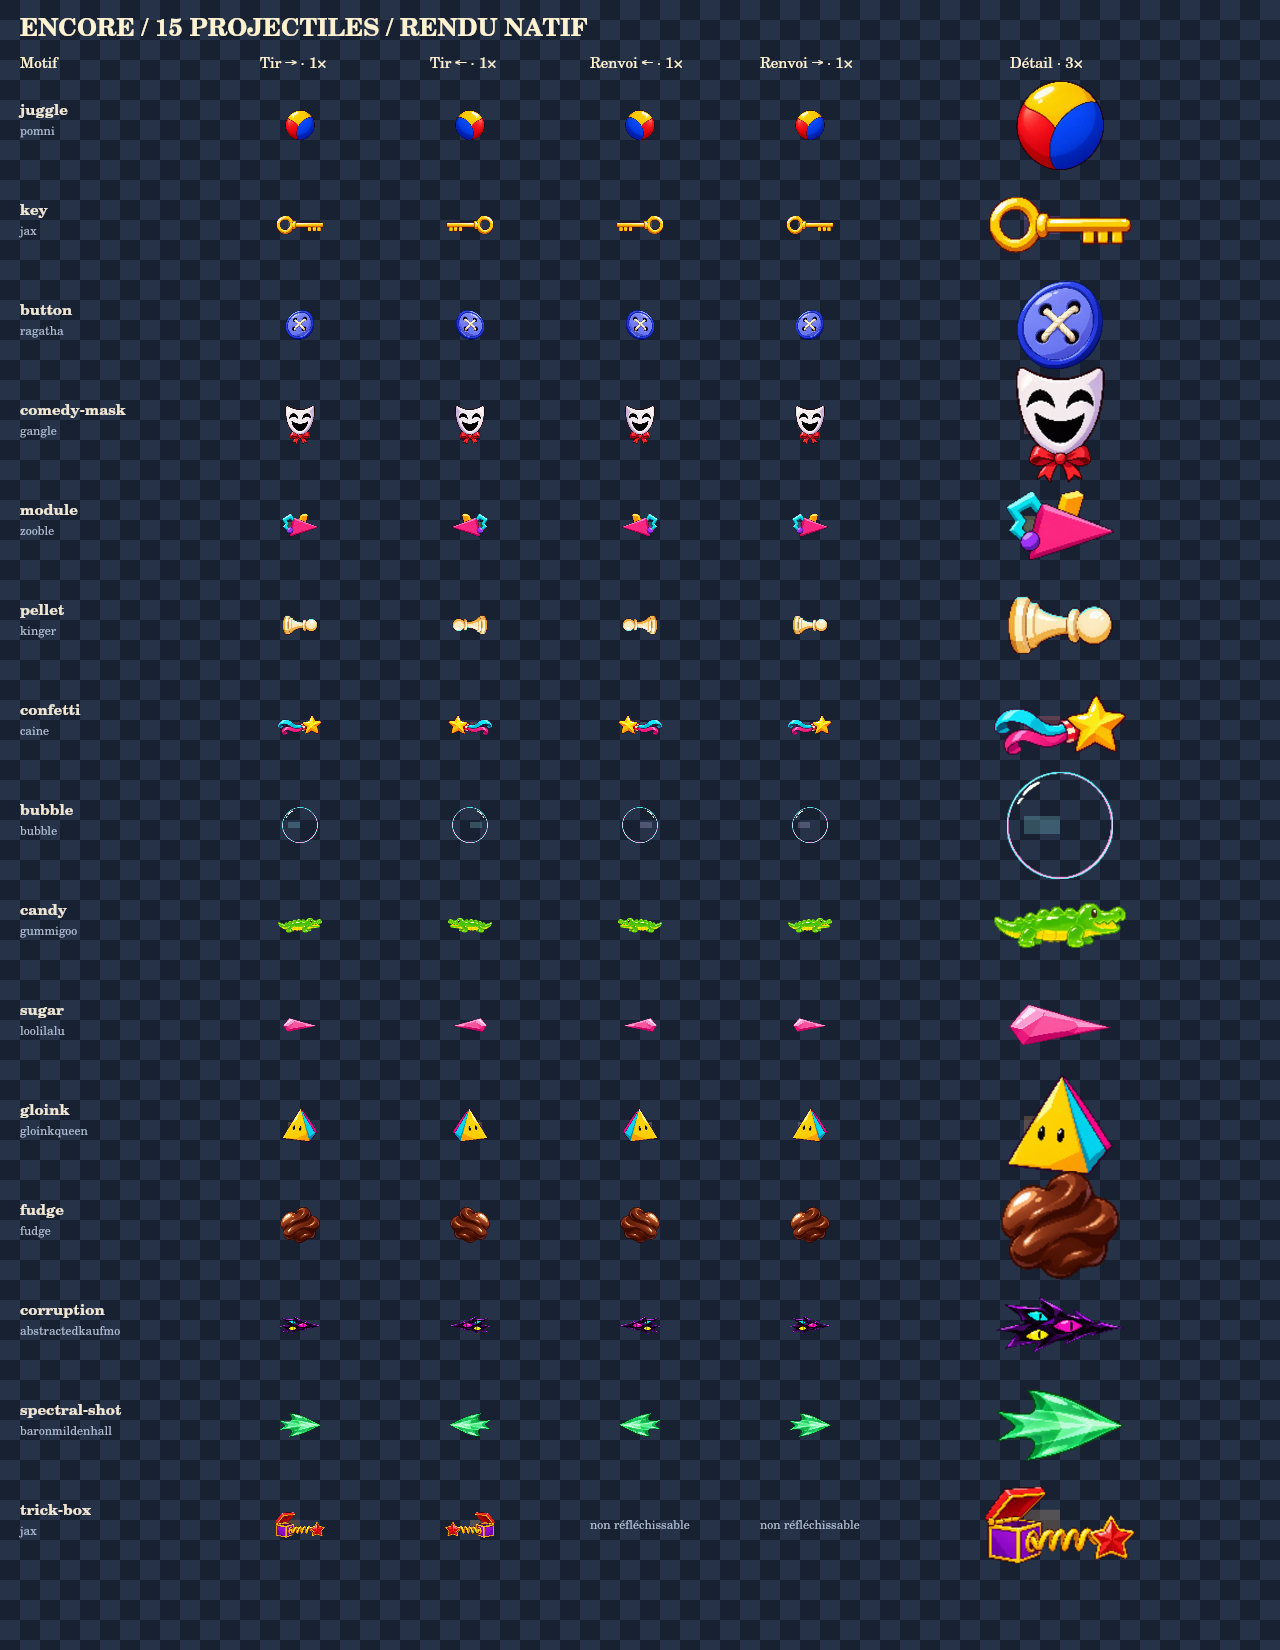 ENCORE / 15 PROJECTILES / RENDU NATIF
Motif Tir → · 1× Tir ← · 1× Renvoi ← · 1× Renvoi → · 1× Détail · 3×
juggle
pomni
key
jax
button
ragatha
comedy-mask
gangle
module
zooble
pellet
kinger
confetti
caine
bubble
bubble
candy
gummigoo
sugar
loolilalu
gloink
gloinkqueen
fudge
fudge
corruption
abstractedkaufmo
spectral-shot
baronmildenhall
trick-box
jax non réfléchissable non réfléchissable